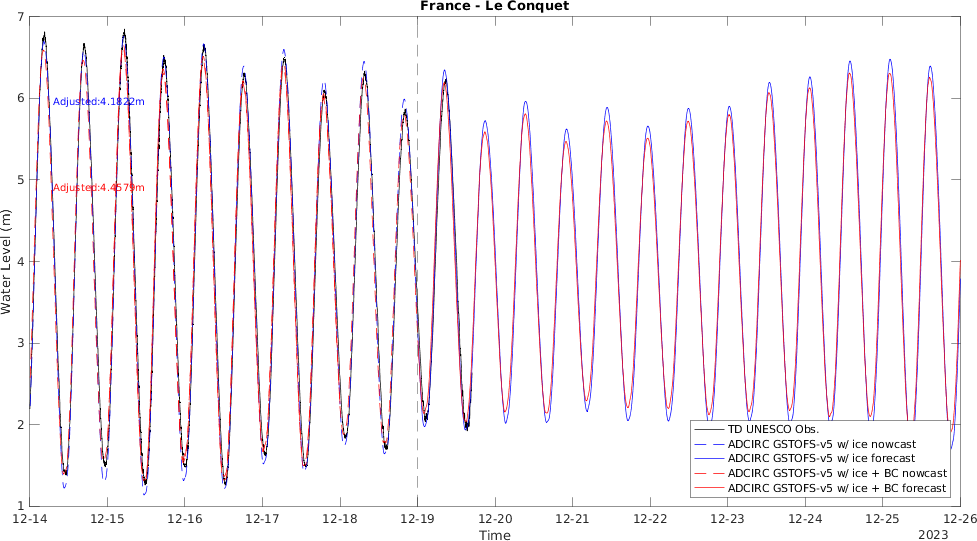 France - Le Conquet
7
6
5
4
3
2
1
Water Level (m)
Adjusted:4.1822m
Adjusted:4.4579m
TD UNESCO Obs.
ADCIRC GSTOFS-v5 w/ ice nowcast
ADCIRC GSTOFS-v5 w/ ice forecast
ADCIRC GSTOFS-v5 w/ ice + BC nowcast
ADCIRC GSTOFS-v5 w/ ice + BC forecast
12-14 12-15 12-16 12-17 12-18 12-19 12-20 12-21 12-22 12-23 12-24 12-25 12-26
Time
2023